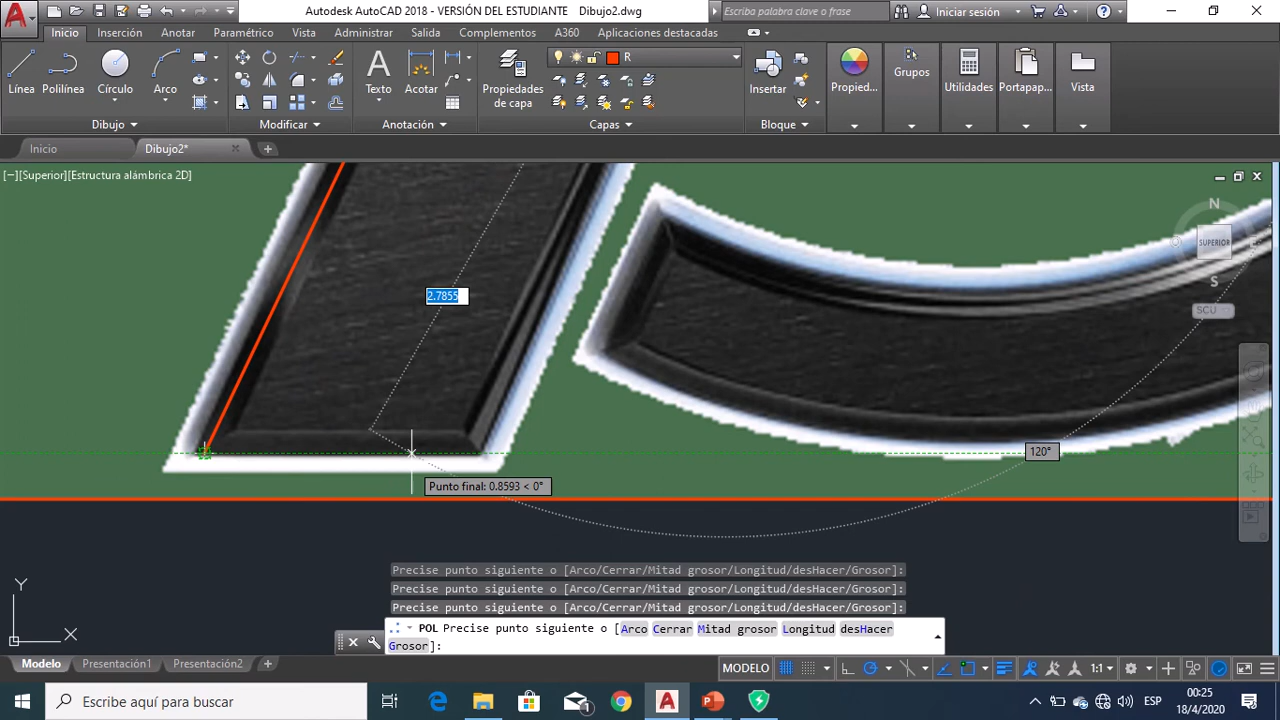 Autodesk AutoCAD 2018 - VERSIÓN DEL ESTUDIANTE Dibujo2.dwg
Escriba palabra clave o frase
Iniciar sesión
Inicio Inserción Anotar Paramétrico Vista Administrar Salida Complementos A360 Aplicaciones destacadas
R
Línea Polilínea Círculo Arco Texto Acotar Propiedades de capa Insertar Propied... Grupos Utilidades Portapap... Vista
Dibujo Modificar Anotación Capas Bloque
Inicio Dibujo2*
[−][Superior][Estructura alámbrica 2D]
N
SUPERIOR
S
SCU
2.7855
120°
Punto final: 0.8593 < 0°
Y
X
Precise punto siguiente o [Arco/Cerrar/Mitad grosor/Longitud/desHacer/Grosor]:
Precise punto siguiente o [Arco/Cerrar/Mitad grosor/Longitud/desHacer/Grosor]:
Precise punto siguiente o [Arco/Cerrar/Mitad grosor/Longitud/desHacer/Grosor]:
POL Precise punto siguiente o [Arco Cerrar Mitad grosor Longitud desHacer
Grosor]:
Modelo Presentación1 Presentación2
MODELO
1:1
Escribe aquí para buscar
1
ESP
00:25
18/4/2020